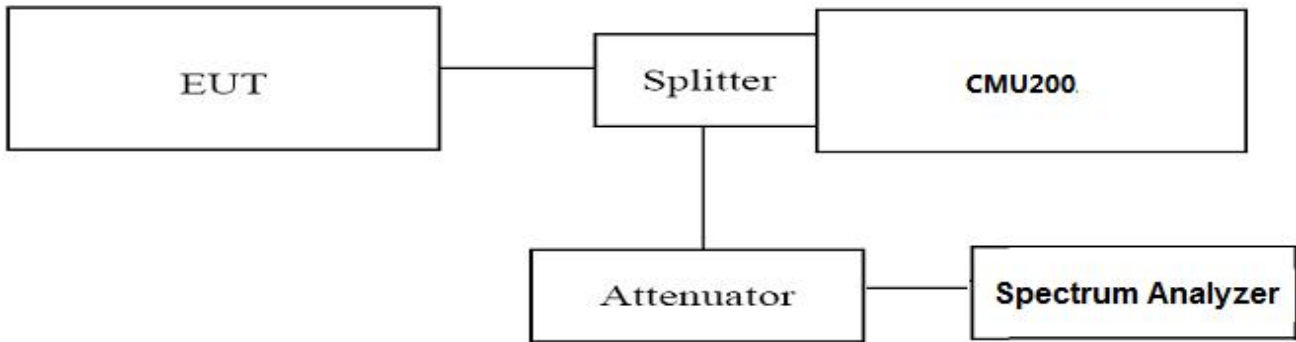 EUT
Splitter
CMU200.
Attenuator
Spectrum Analyzer